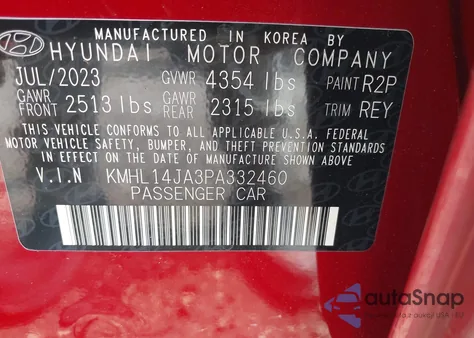 MANUFACTURED IN KOREA BY
HYUNDAI MOTOR COMPANY
JUL/2023 GVWR 4354 lbs PAINT R2P
GAWR FRONT 2513 lbs GAWR REAR 2315 lbs TRIM REY
THIS VEHICLE CONFORMS TO ALL APPLICABLE U.S.A. FEDERAL
MOTOR VEHICLE SAFETY, BUMPER, AND THEFT PREVENTION STANDARDS
IN EFFECT ON THE DATE OF MANUFACTURE SHOWN ABOVE.
V.I.N KMHL14JA3PA332460
PASSENGER CAR
autaSnap